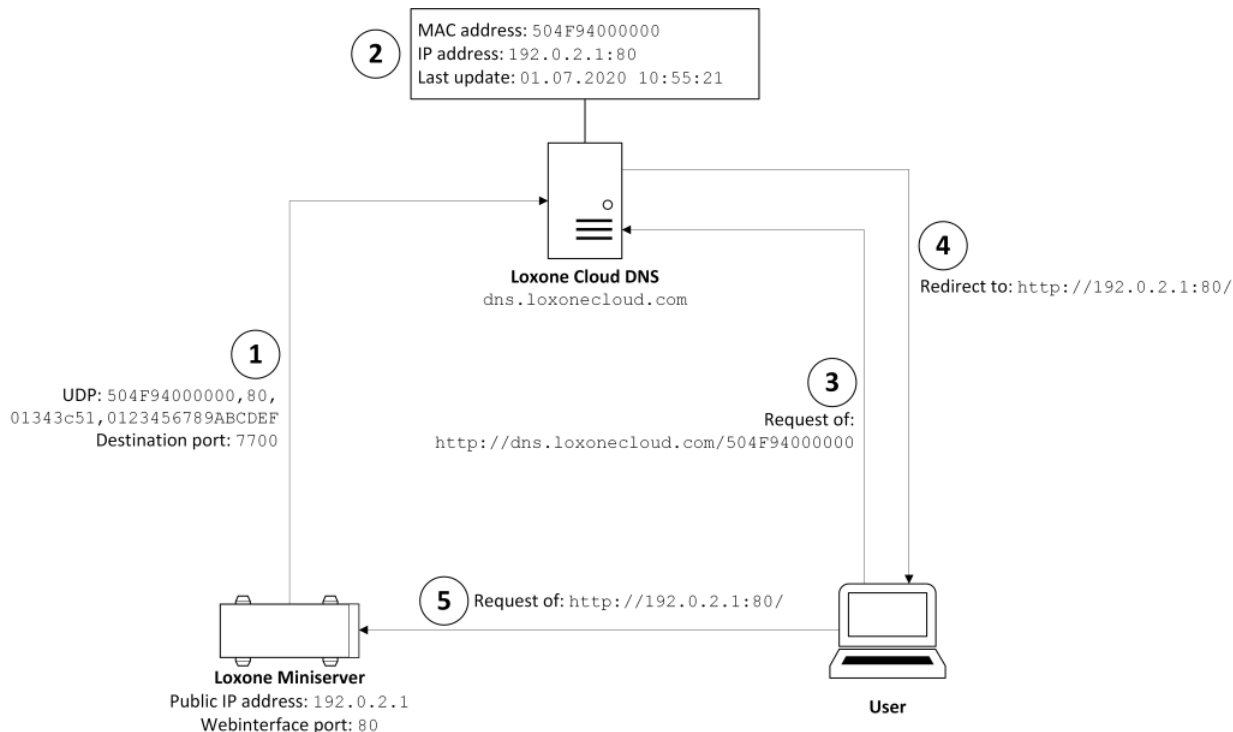 2
MAC address: 504F94000000
IP address: 192.0.2.1:80
Last update: 01.07.2020 10:55:21
Loxone Cloud DNS
dns.loxonecloud.com
4
Redirect to: http://192.0.2.1:80/
1
UDP: 504F94000000,80,
01343c51,0123456789ABCDEF
Destination port: 7700
3
Request of:
http://dns.loxonecloud.com/504F94000000
5
Request of: http://192.0.2.1:80/
Loxone Miniserver
Public IP address: 192.0.2.1
Webinterface port: 80
User